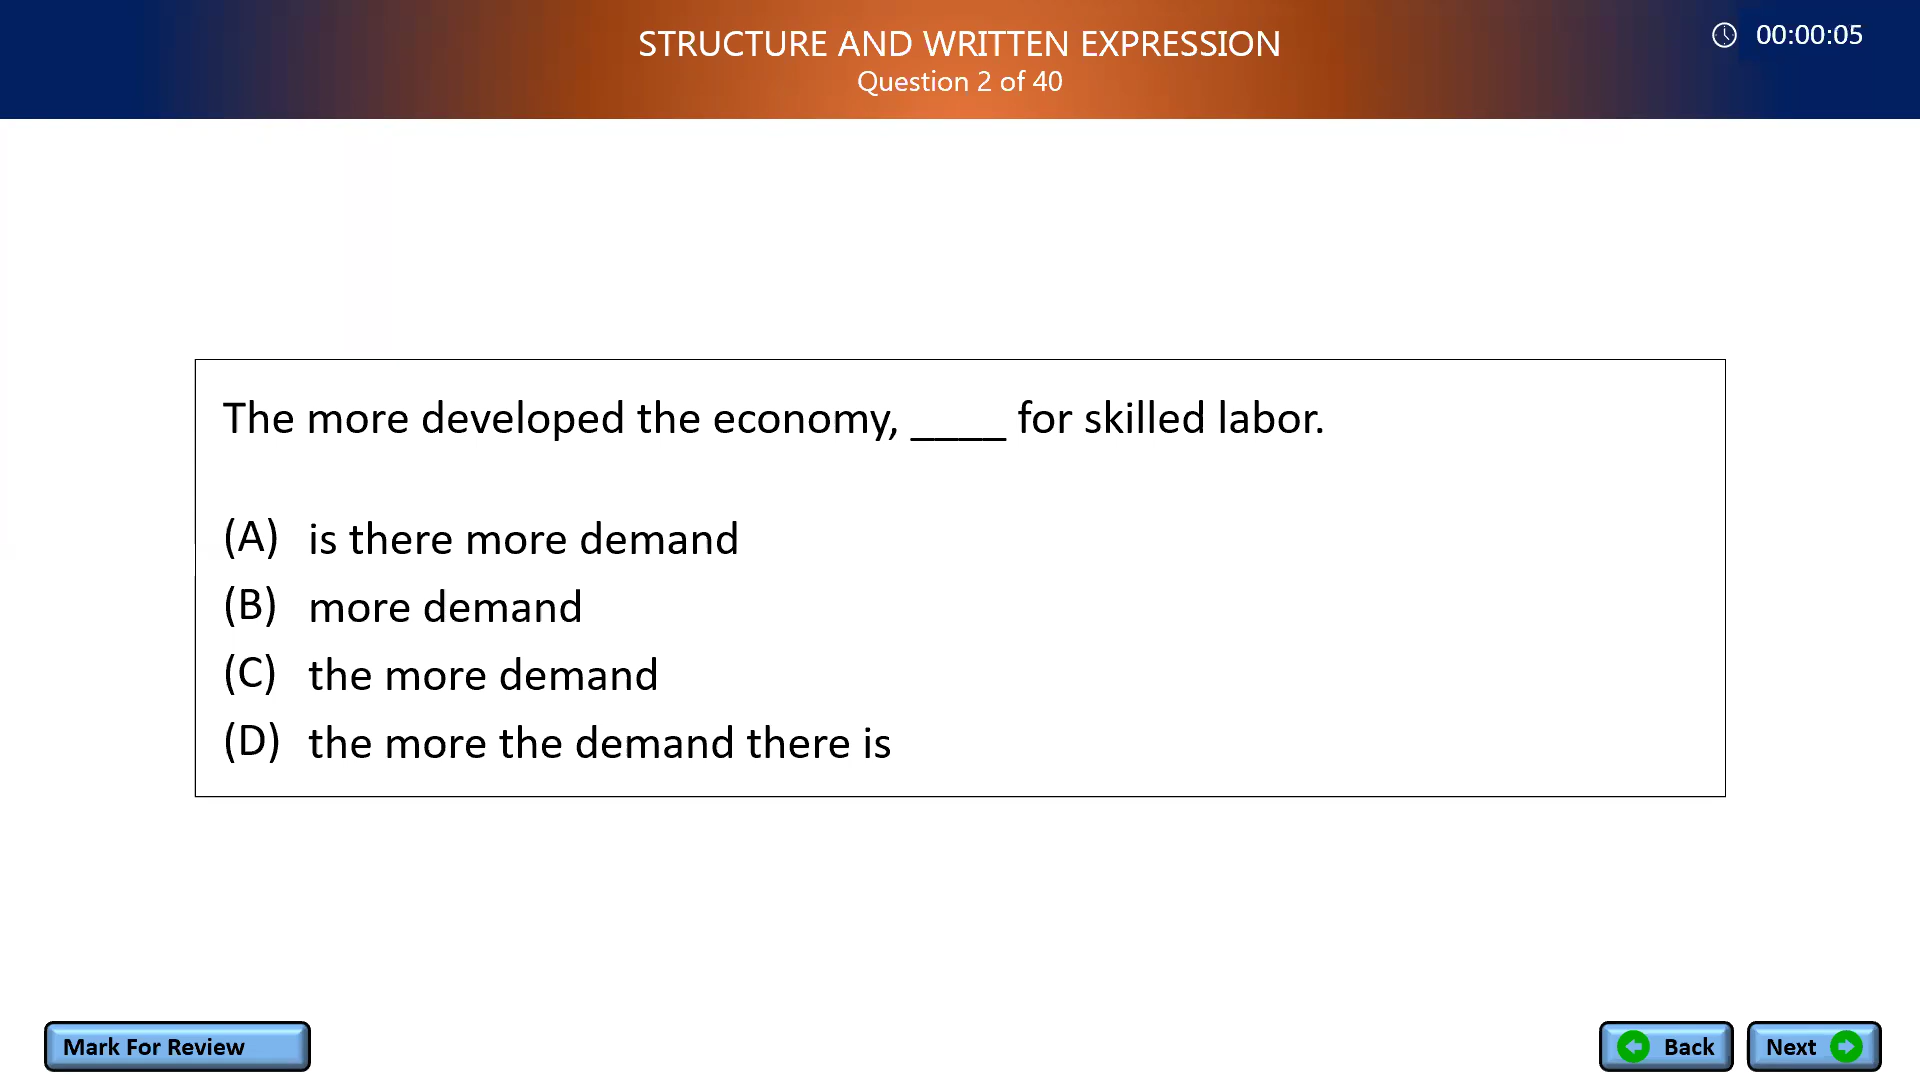 STRUCTURE AND WRITTEN EXPRESSION
Question 2 of 40
00:00:05
The more developed the economy, ____ for skilled labor.
(A) is there more demand
(B) more demand
(C) the more demand
(D) the more the demand there is
Mark For Review
Back
Next